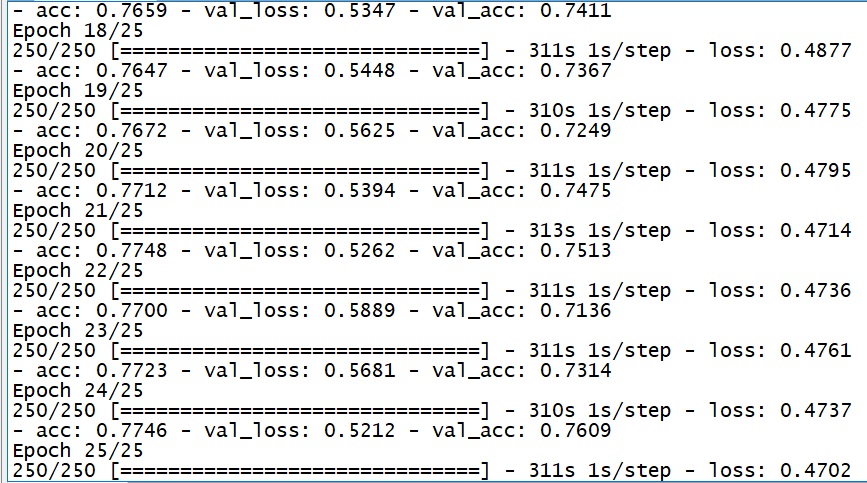 - acc: 0.7659 - val_loss: 0.5347 - val_acc: 0.7411
Epoch 18/25
250/250 [==============================] - 311s 1s/step - loss: 0.4877
- acc: 0.7647 - val_loss: 0.5448 - val_acc: 0.7367
Epoch 19/25
250/250 [==============================] - 310s 1s/step - loss: 0.4775
- acc: 0.7672 - val_loss: 0.5625 - val_acc: 0.7249
Epoch 20/25
250/250 [==============================] - 311s 1s/step - loss: 0.4795
- acc: 0.7712 - val_loss: 0.5394 - val_acc: 0.7475
Epoch 21/25
250/250 [==============================] - 313s 1s/step - loss: 0.4714
- acc: 0.7748 - val_loss: 0.5262 - val_acc: 0.7513
Epoch 22/25
250/250 [==============================] - 311s 1s/step - loss: 0.4736
- acc: 0.7700 - val_loss: 0.5889 - val_acc: 0.7136
Epoch 23/25
250/250 [==============================] - 311s 1s/step - loss: 0.4761
- acc: 0.7723 - val_loss: 0.5681 - val_acc: 0.7314
Epoch 24/25
250/250 [==============================] - 310s 1s/step - loss: 0.4737
- acc: 0.7746 - val_loss: 0.5212 - val_acc: 0.7609
Epoch 25/25
250/250 [==============================] - 311s 1s/step - loss: 0.4702